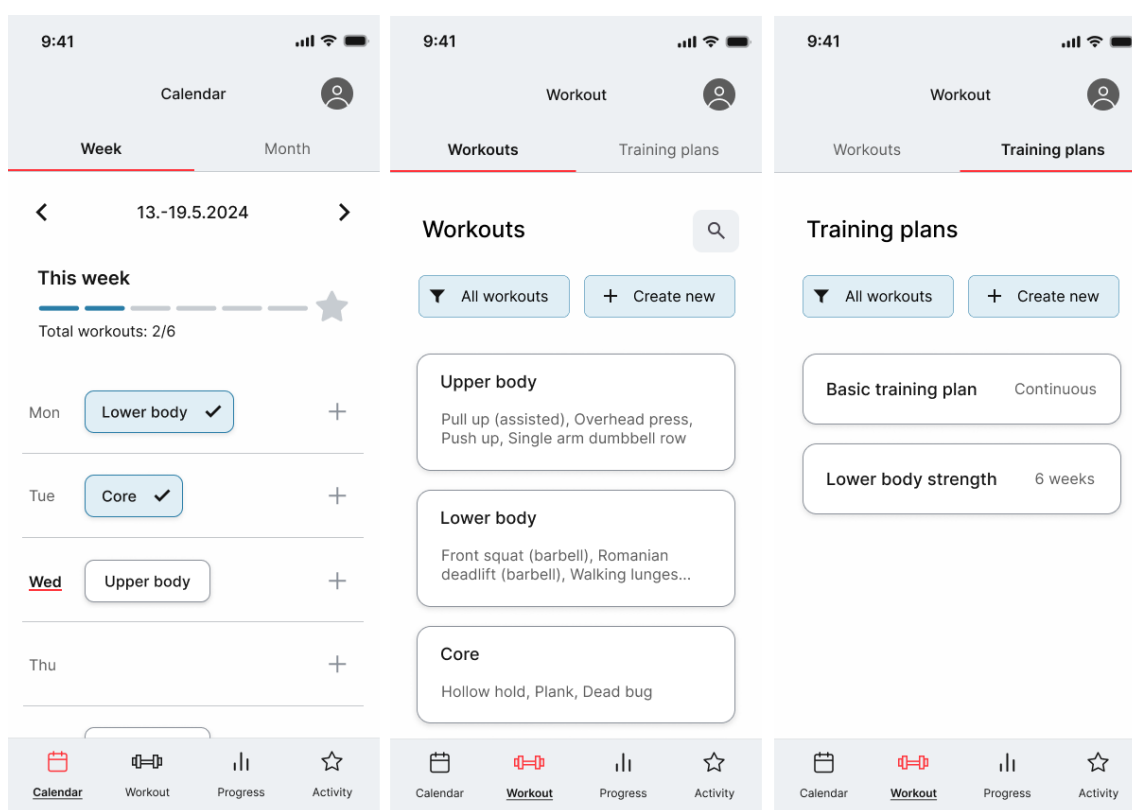 9:41
Calendar
Week Month
13.-19.5.2024
This week
Total workouts: 2/6
Mon Lower body
Tue Core
Wed Upper body
Thu
Calendar Workout Progress Activity
9:41
Workout
Workouts Training plans
Workouts
All workouts Create new
Upper body
Pull up (assisted), Overhead press,
Push up, Single arm dumbbell row
Lower body
Front squat (barbell), Romanian
deadlift (barbell), Walking lunges...
Core
Hollow hold, Plank, Dead bug
Calendar Workout Progress Activity
9:41
Workout
Workouts Training plans
Training plans
All workouts Create new
Basic training plan Continuous
Lower body strength 6 weeks
Calendar Workout Progress Activity